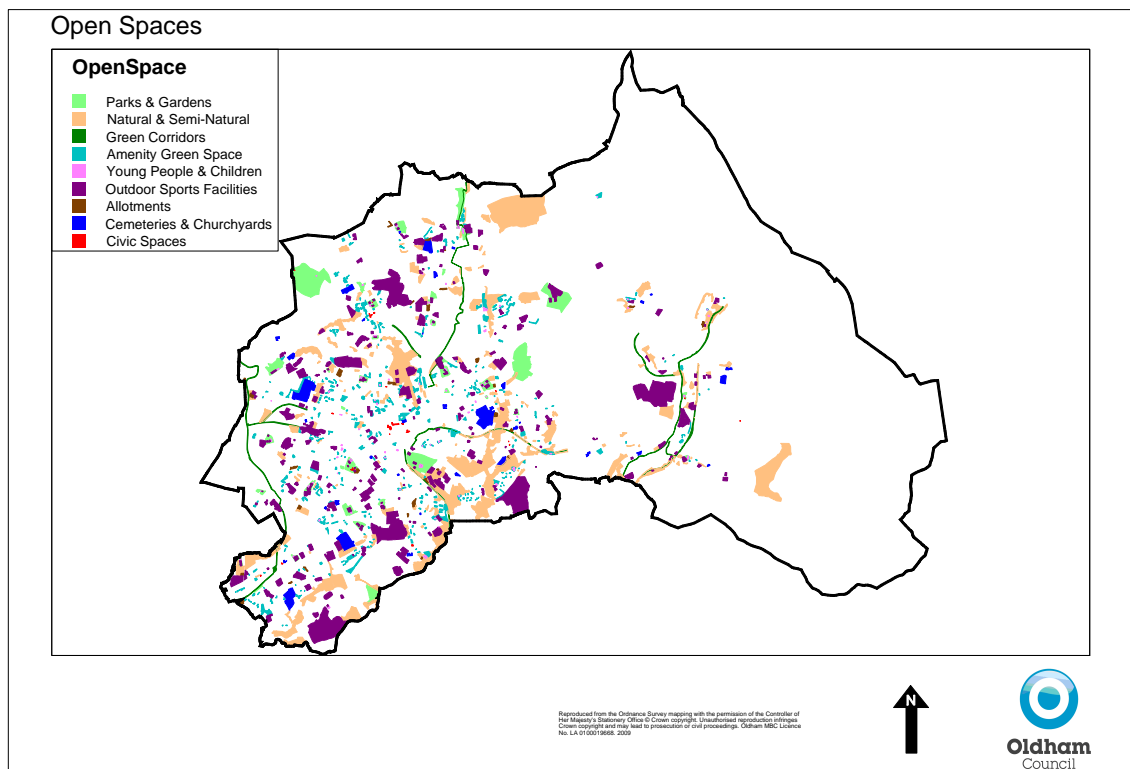 Open Spaces
OpenSpace
Parks & Gardens
Natural & Semi-Natural
Green Corridors
Amenity Green Space
Young People & Children
Outdoor Sports Facilities
Allotments
Cemeteries & Churchyards
Civic Spaces
Reproduced from the Ordnance Survey mapping with the permission of the Controller of
Her Majesty's Stationery Office © Crown copyright. Unauthorised reproduction infringes
Crown copyright and may lead to prosecution or civil proceedings. Oldham MBC Licence
No. LA 0100019668. 2009
N
Oldham
Council